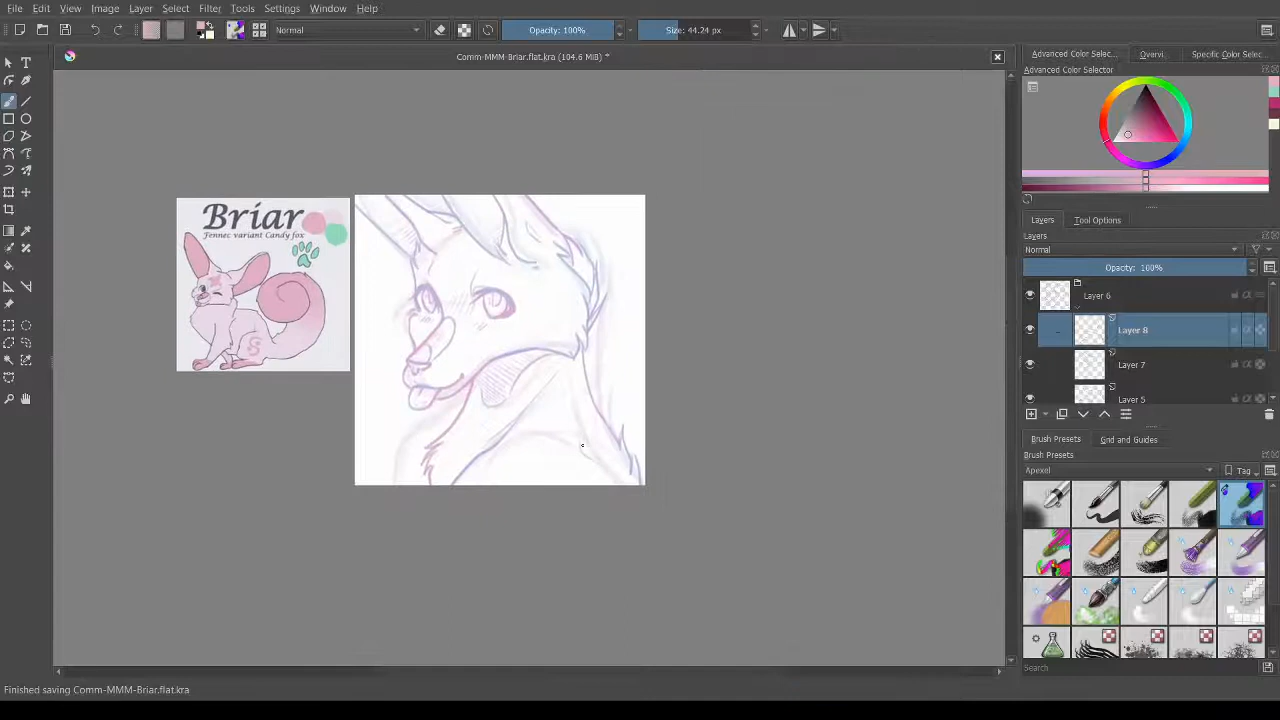 File Edit View Image Layer Select Filter Tools Settings Window Help
Normal Opacity: 100% Size: 44.24 px
Comm-MMM-Briar.flat.kra (104.6 MiB) *
Advanced Color Selec... Overvi... Specific Color Selec...
Advanced Color Selector
Briar
Fennec variant Candy fox
Layers Tool Options
Layers
Normal
Opacity: 100%
Layer 6
Layer 8
Layer 7
Layer 5
Brush Presets Grid and Guides
Brush Presets
Apexel Tag
Search
Finished saving Comm-MMM-Briar.flat.kra